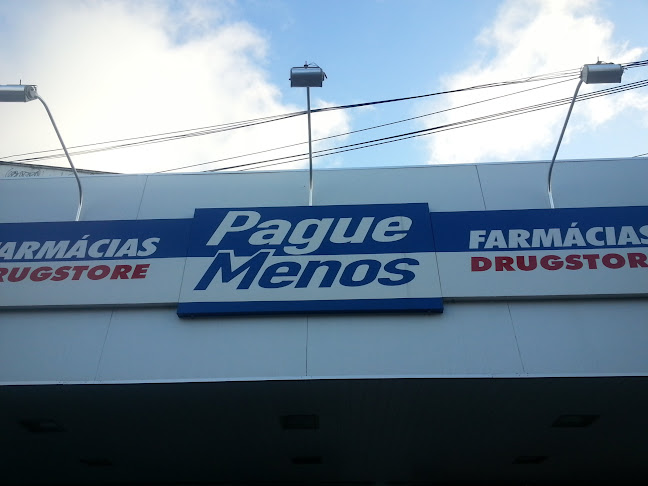 FARMÁCIAS
DRUGSTORE
Pague
Menos
FARMÁCIAS
DRUGSTORE